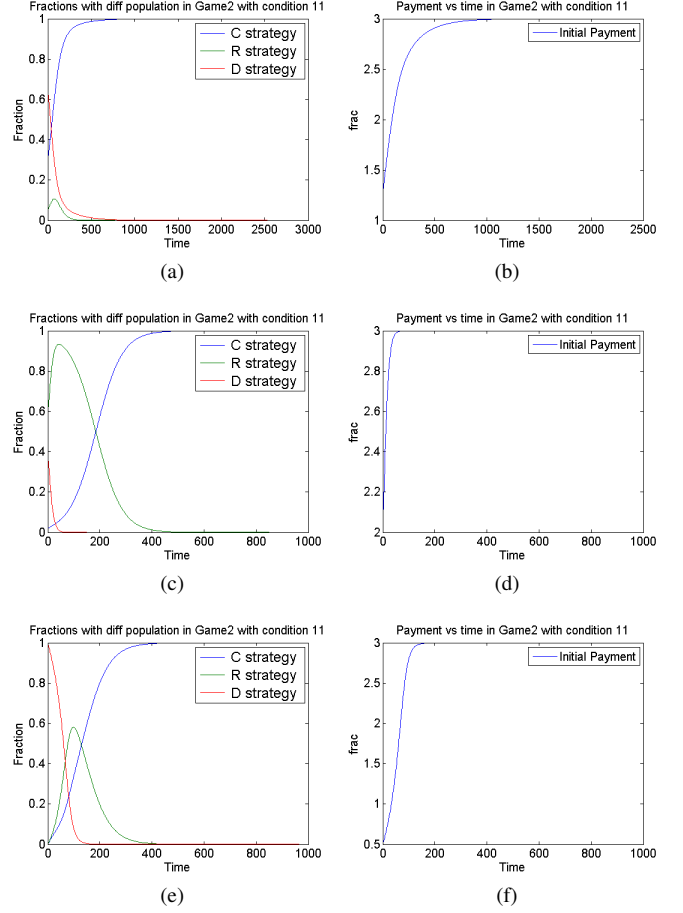 Fractions with diff population in Game2 with condition 11
Payment vs time in Game2 with condition 11
1
0.8
0.6
0.4
0.2
0
Fraction
C strategy
R strategy
D strategy
0 500 1000 1500 2000 2500 3000
Time
(a)
3
2.5
2
1.5
1
frac
Initial Payment
0 500 1000 1500 2000 2500
Time
(b)
Fractions with diff population in Game2 with condition 11
Payment vs time in Game2 with condition 11
1
0.8
0.6
0.4
0.2
0
Fraction
C strategy
R strategy
D strategy
0 200 400 600 800 1000
Time
(c)
3
2.8
2.6
2.4
2.2
2
frac
Initial Payment
0 200 400 600 800 1000
Time
(d)
Fractions with diff population in Game2 with condition 11
Payment vs time in Game2 with condition 11
1
0.8
0.6
0.4
0.2
0
Fraction
C strategy
R strategy
D strategy
0 200 400 600 800 1000
Time
(e)
3
2.5
2
1.5
1
0.5
frac
Initial Payment
0 200 400 600 800 1000
Time
(f)